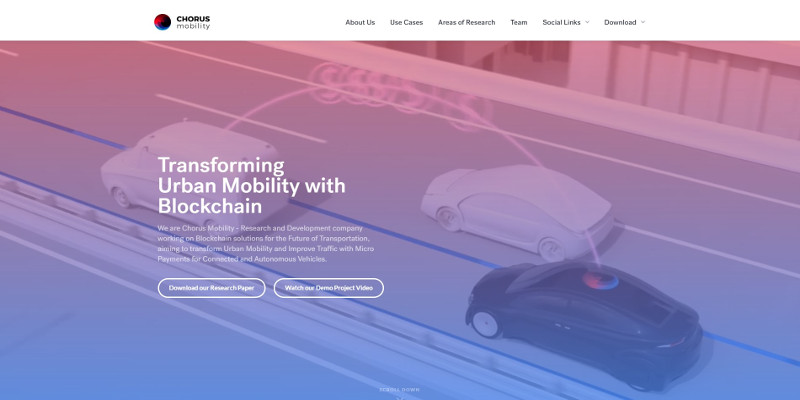 CHORUS
mobility
About Us
Use Cases
Areas of Research
Team
Social Links
Download
Transforming
Urban Mobility with
Blockchain
We are Chorus Mobility - Research and Development company
working on Blockchain solutions for the Future of Transportation,
aiming to transform Urban Mobility and Improve Traffic with Micro
Payments for Connected and Autonomous Vehicles.
Download our Research Paper
Watch our Demo Project Video
SCROLL DOWN